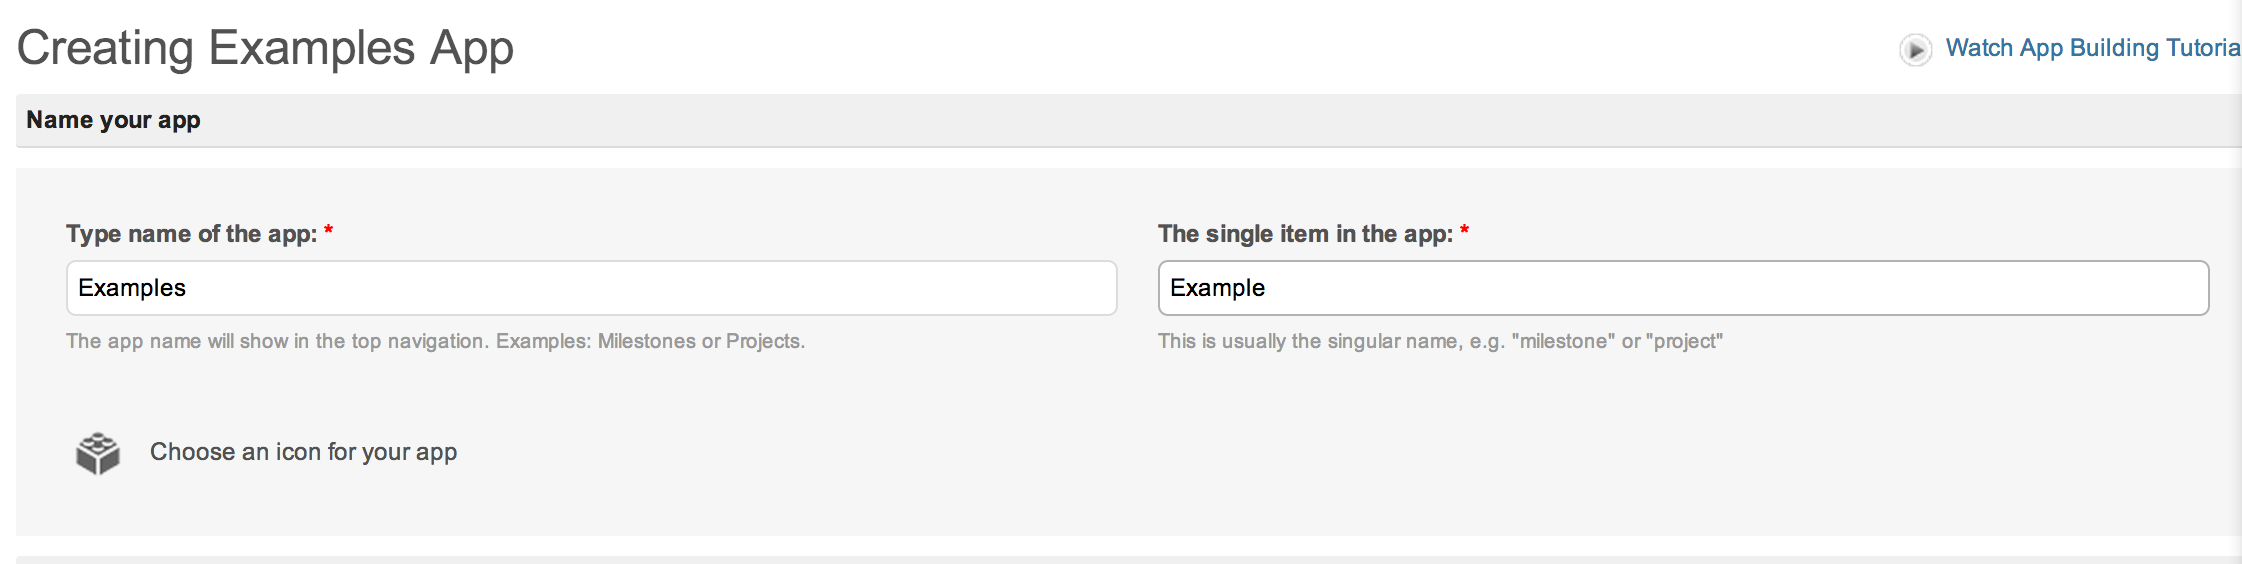 Creating Examples App
Watch App Building Tutoria
Name your app
Type name of the app: *
The single item in the app: *
Examples
Example
The app name will show in the top navigation. Examples: Milestones or Projects.
This is usually the singular name, e.g. "milestone" or "project"
Choose an icon for your app